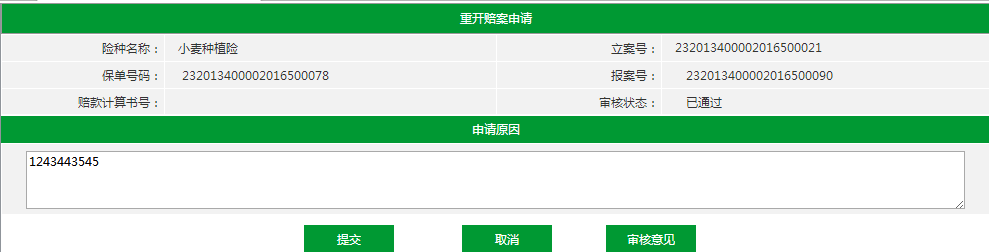 重开赔案申请
险种名称： 小麦种植险 立案号： 232013400002016500021
保单号码： 232013400002016500078 报案号： 232013400002016500090
赔款计算书号： 审核状态： 已通过
申请原因
1243443545
提交 取消 审核意见